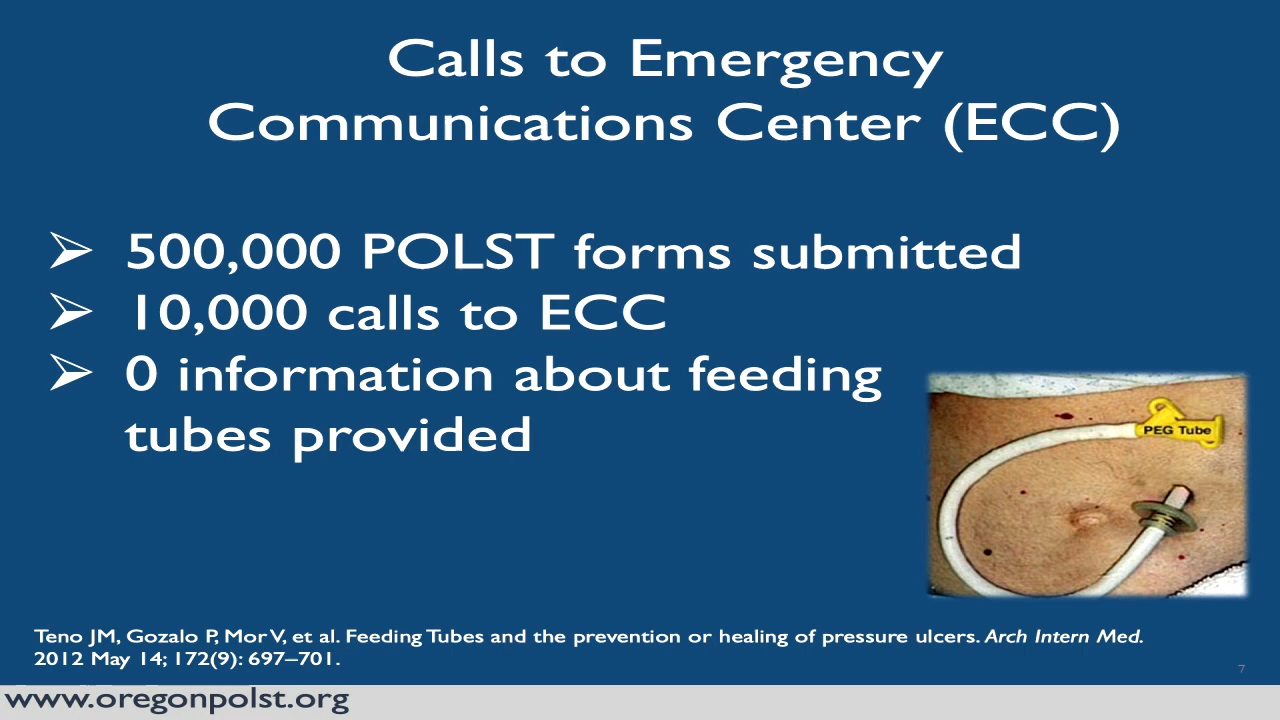 Calls to Emergency
Communications Center (ECC)
➢ 500,000 POLST forms submitted
➢ 10,000 calls to ECC
➢ 0 information about feeding
tubes provided
PEG Tube
Teno JM, Gozalo P, Mor V, et al. Feeding Tubes and the prevention or healing of pressure ulcers. Arch Intern Med.
2012 May 14; 172(9): 697–701.
7
www.oregonpolst.org